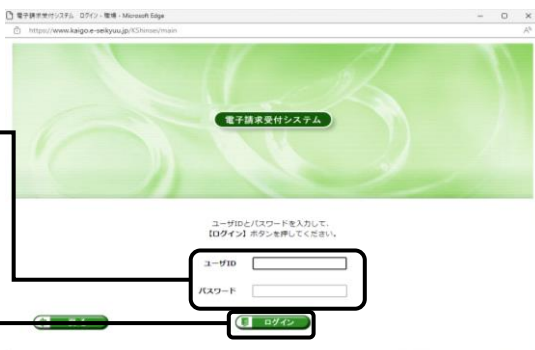 電子請求受付システム ログイン - 職場 - Microsoft Edge
https://www.kaigo.e-seikyuu.jp/KShinsei/main
電子請求受付システム
ユーザIDとパスワードを入力して、
【ログイン】ボタンを押してください。
ユーザID
パスワード
ログイン